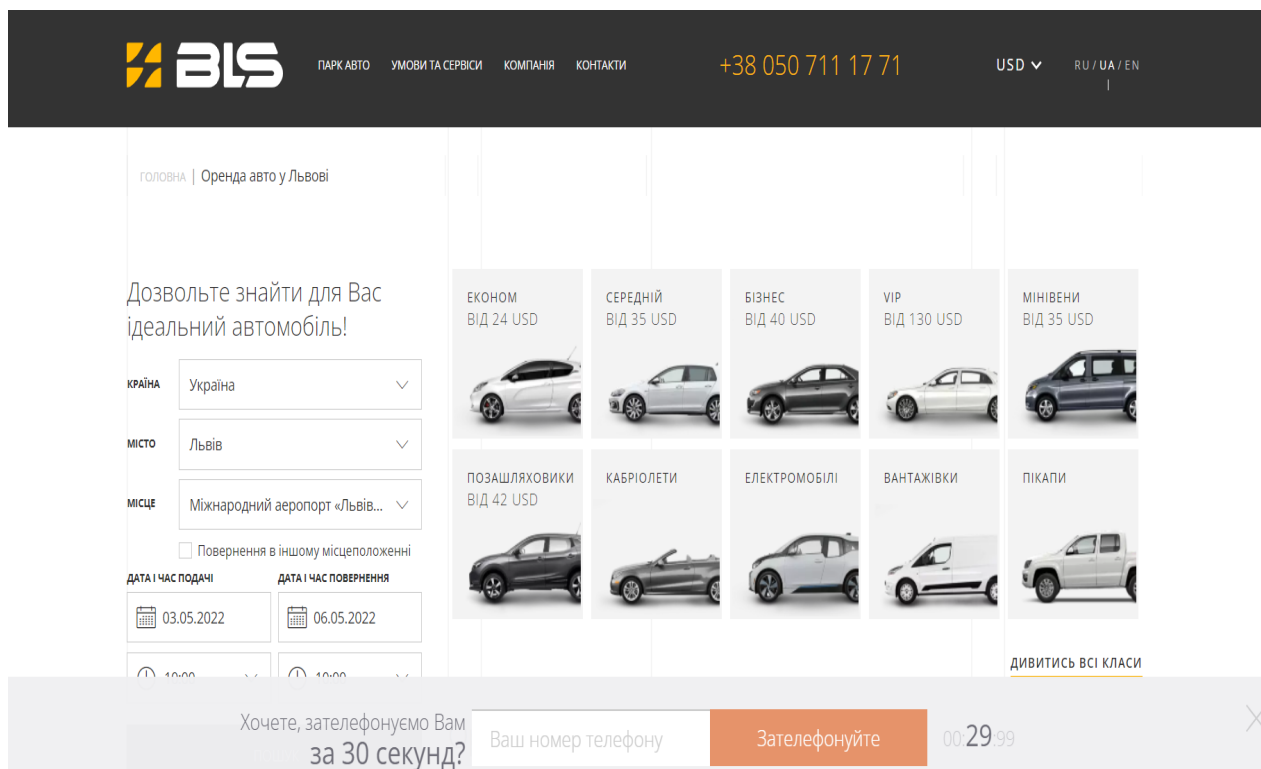 BLS
ПАРК АВТО УМОВИ ТА СЕРВІСИ КОМПАНІЯ КОНТАКТИ
+38 050 711 17 71
USD
RU / UA / EN
ГОЛОВНА | Оренда авто у Львові
Дозвольте знайти для Вас
ідеальний автомобіль!
КРАЇНА Україна
МІСТО Львів
МІСЦЕ Міжнародний аеропорт «Львів...
Повернення в іншому місцеположенні
ДАТА І ЧАС ПОДАЧІ ДАТА І ЧАС ПОВЕРНЕННЯ
03.05.2022 06.05.2022
10:00 10:00
ЕКОНОМ
ВІД 24 USD
СЕРЕДНІЙ
ВІД 35 USD
БІЗНЕС
ВІД 40 USD
VIP
ВІД 130 USD
МІНІВЕНИ
ВІД 35 USD
ПОЗАШЛЯХОВИКИ
ВІД 42 USD
КАБРІОЛЕТИ
ЕЛЕКТРОМОБІЛІ
ВАНТАЖІВКИ
ПІКАПИ
ДИВИТИСЬ ВСІ КЛАСИ
Хочете, зателефонуємо Вам
за 30 секунд?
Ваш номер телефону
Зателефонуйте
00:29:99